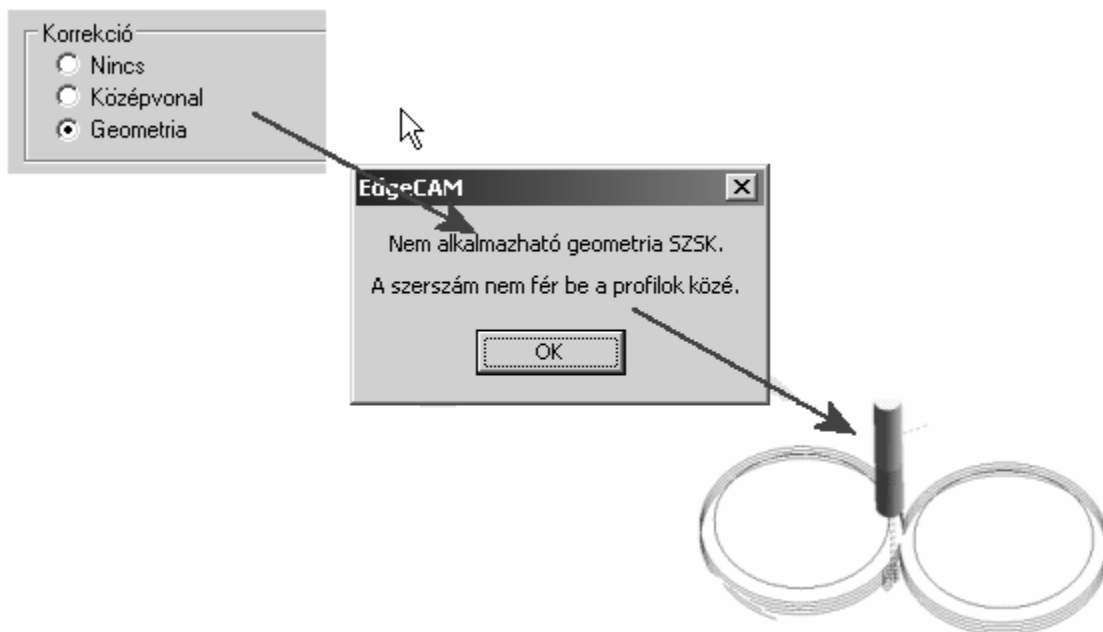 Korrekció
Nincs
Középvonal
Geometria
EdgeCAM
Nem alkalmazható geometria SZSK.
A szerszám nem fér be a profilok közé.
OK